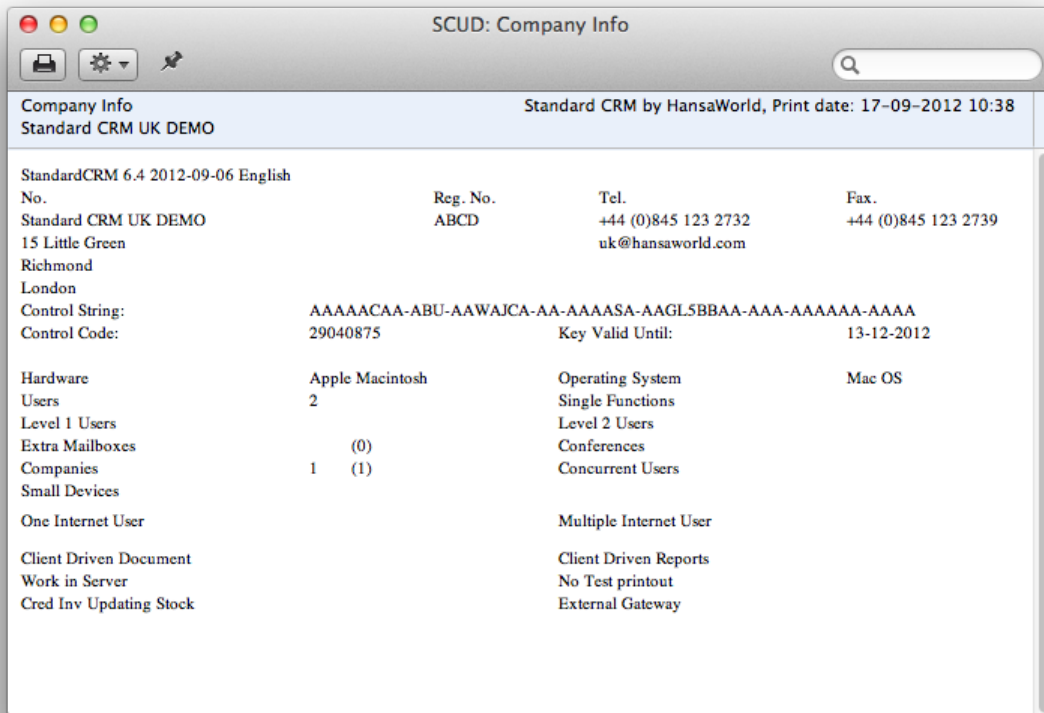 SCUD: Company Info
Company Info Standard CRM by HansaWorld, Print date: 17-09-2012 10:38
Standard CRM UK DEMO
StandardCRM 6.4 2012-09-06 English
No. Reg. No. Tel. Fax.
Standard CRM UK DEMO ABCD +44 (0)845 123 2732 +44 (0)845 123 2739
15 Little Green uk@hansaworld.com
Richmond
London
Control String: AAAAACAA-ABU-AAWAJCA-AA-AAAASA-AAGL5BBAA-AAA-AAAAAA-AAAA
Control Code: 29040875 Key Valid Until: 13-12-2012
Hardware Apple Macintosh Operating System Mac OS
Users 2 Single Functions
Level 1 Users Level 2 Users
Extra Mailboxes (0) Conferences
Companies 1 (1) Concurrent Users
Small Devices
One Internet User Multiple Internet User
Client Driven Document Client Driven Reports
Work in Server No Test printout
Cred Inv Updating Stock External Gateway